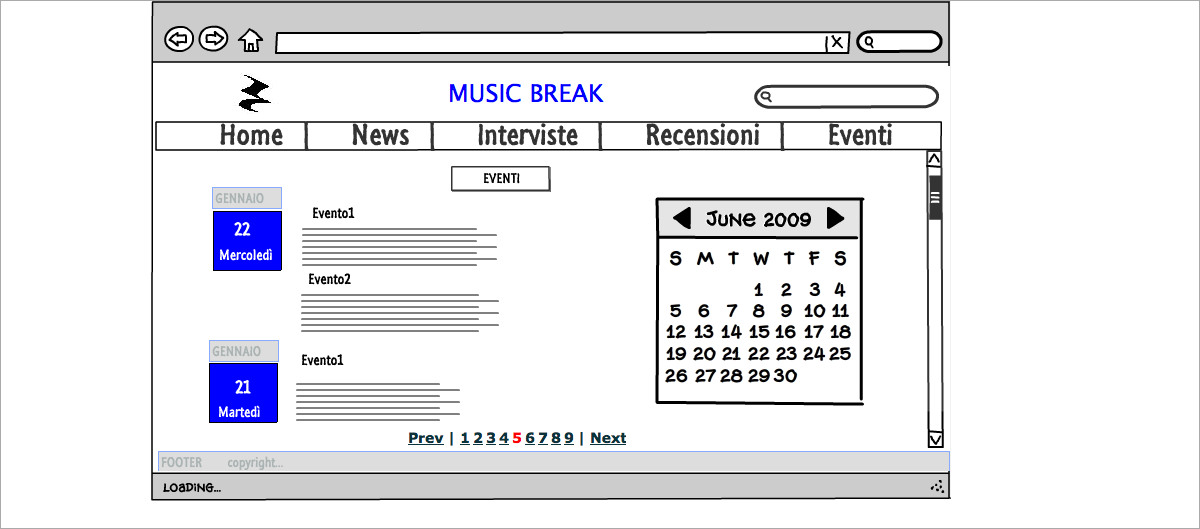 X
MUSIC BREAK
Home News Interviste Recensioni Eventi
EVENTI
GENNAIO
22
Mercoledì
Evento1
Evento2
GENNAIO
21
Martedì
Evento1
June 2009
S M T W T F S
1 2 3 4
5 6 7 8 9 10 11
12 13 14 15 16 17 18
19 20 21 22 23 24 25
26 27 28 29 30
Prev | 1 2 3 4 5 6 7 8 9 | Next
FOOTER copyright...
LOADING...